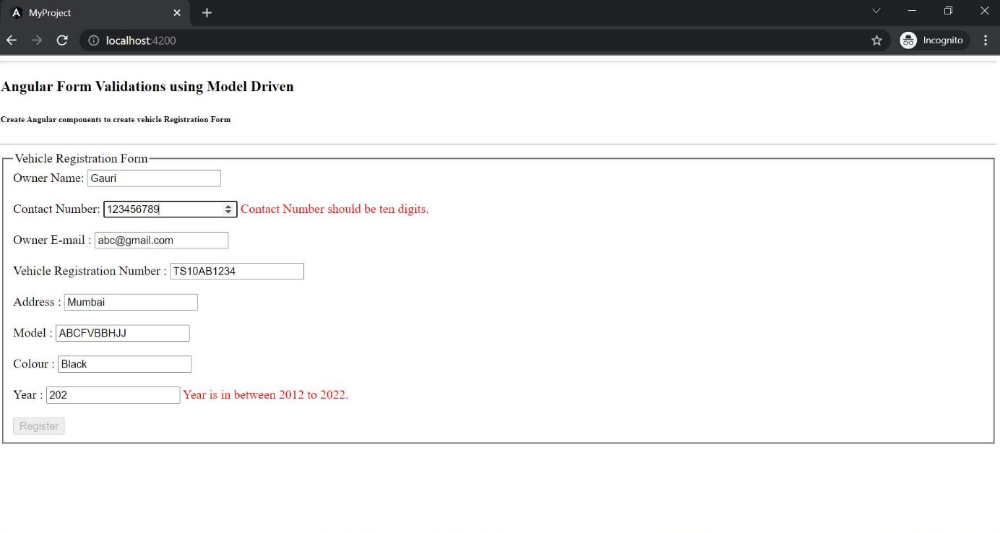 MyProject
localhost:4200
Incognito
Angular Form Validations using Model Driven
Create Angular components to create vehicle Registration Form
Vehicle Registration Form
Owner Name: Gauri
Contact Number: 123456789 Contact Number should be ten digits.
Owner E-mail : abc@gmail.com
Vehicle Registration Number : TS10AB1234
Address : Mumbai
Model : ABCFVBBHJJ
Colour : Black
Year : 202 Year is in between 2012 to 2022.
Register